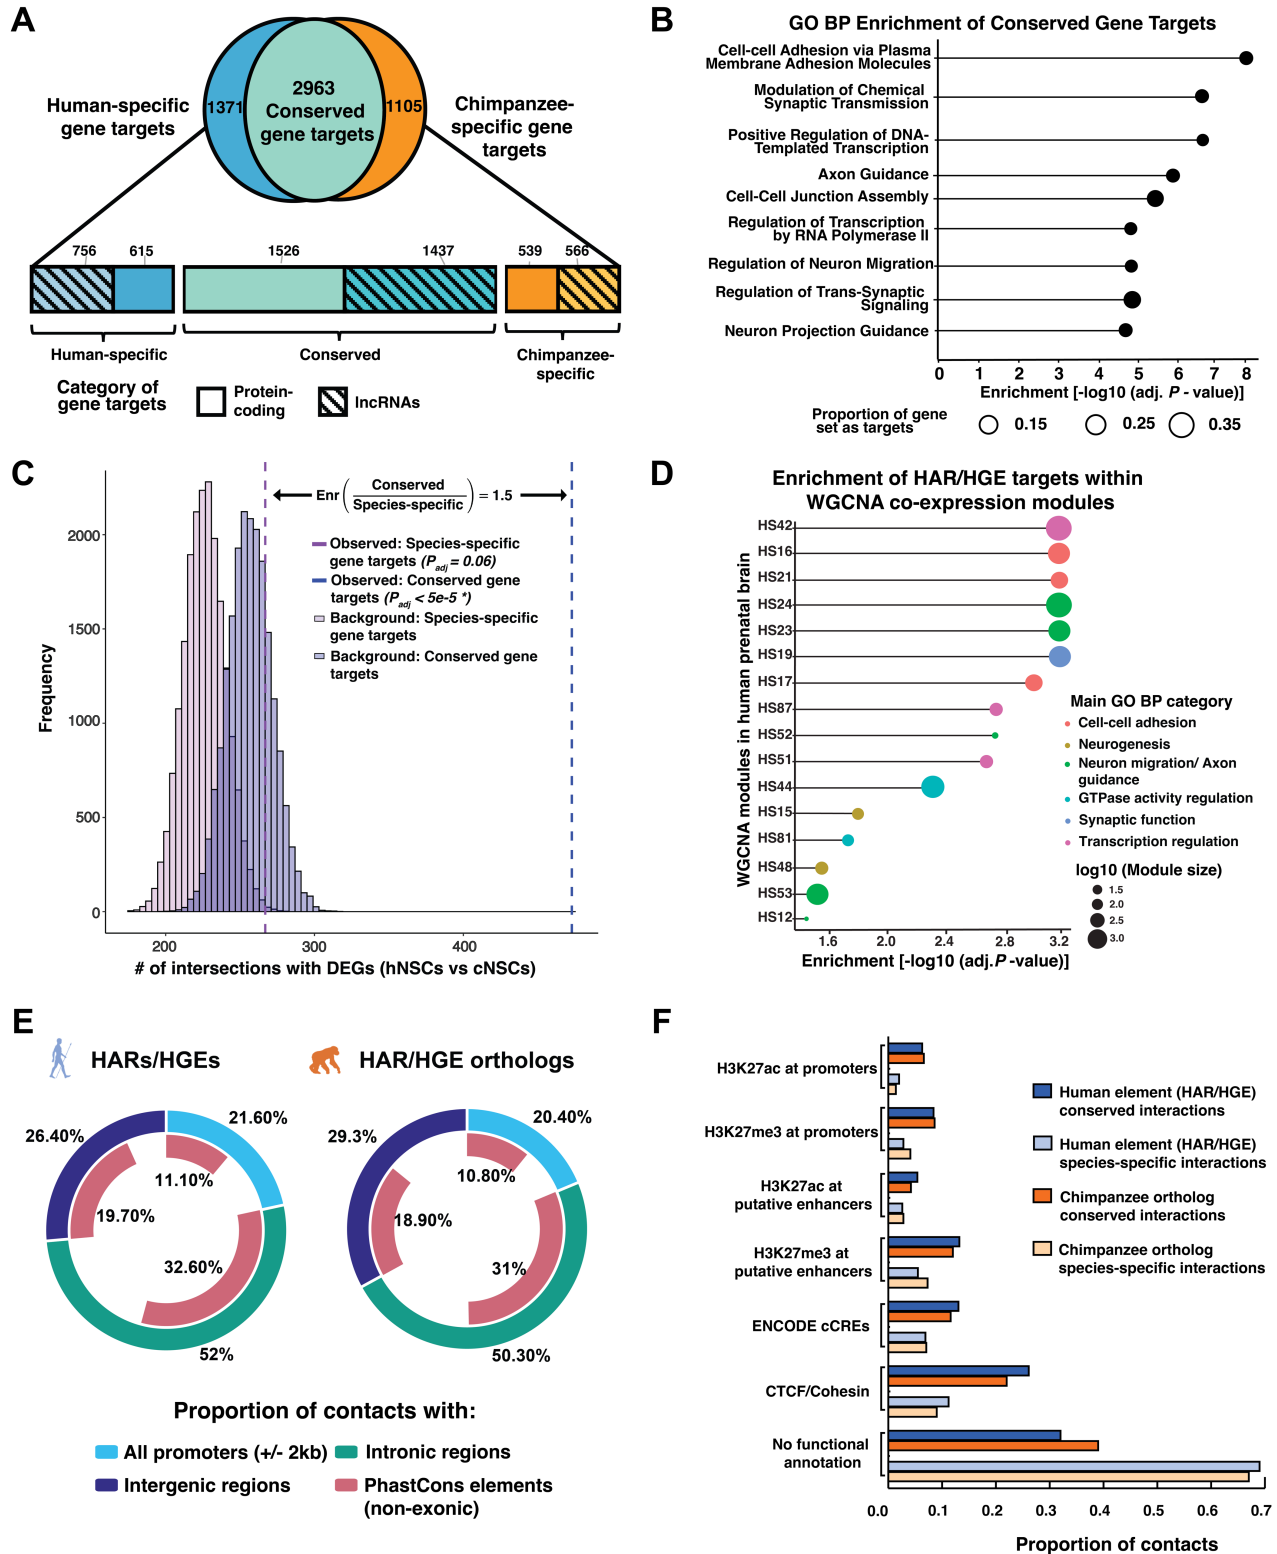 A
Human-specific
gene targets
1371
2963
Conserved
gene targets
1105
Chimpanzee-
specific gene
targets
756
615
1526
1437
539
566
Human-specific
Conserved
Chimpanzee-
specific
Category of
gene targets
Protein-
coding
lncRNAs
B
GO BP Enrichment of Conserved Gene Targets
Cell-cell Adhesion via Plasma
Membrane Adhesion Molecules
Modulation of Chemical
Synaptic Transmission
Positive Regulation of DNA-
Templated Transcription
Axon Guidance
Cell-Cell Junction Assembly
Regulation of Transcription
by RNA Polymerase II
Regulation of Neuron Migration
Regulation of Trans-Synaptic
Signaling
Neuron Projection Guidance
0 1 2 3 4 5 6 7 8
Enrichment [-log10 (adj. P - value)]
Proportion of gene
set as targets
0.15
0.25
0.35
C
Enr ( Conserved / Species-specific ) = 1.5
Observed: Species-specific
gene targets (Padj = 0.06)
Observed: Conserved gene
targets (Padj < 5e-5 *)
Background: Species-specific
gene targets
Background: Conserved gene
targets
Frequency
2000
1500
1000
500
0
200 300 400
# of intersections with DEGs (hNSCs vs cNSCs)
D
Enrichment of HAR/HGE targets within
WGCNA co-expression modules
WGCNA modules in human prenatal brain
HS42
HS16
HS21
HS24
HS23
HS19
HS17
HS87
HS52
HS51
HS44
HS15
HS81
HS48
HS53
HS12
1.6 2.0 2.4 2.8 3.2
Enrichment [-log10 (adj.P -value)]
Main GO BP category
Cell-cell adhesion
Neurogenesis
Neuron migration/ Axon
guidance
GTPase activity regulation
Synaptic function
Transcription regulation
log10 (Module size)
1.5
2.0
2.5
3.0
E
HARs/HGEs
26.40%
21.60%
11.10%
19.70%
32.60%
52%
HAR/HGE orthologs
29.3%
20.40%
10.80%
18.90%
31%
50.30%
Proportion of contacts with:
All promoters (+/- 2kb)
Intronic regions
Intergenic regions
PhastCons elements
(non-exonic)
F
H3K27ac at promoters
H3K27me3 at promoters
H3K27ac at
putative enhancers
H3K27me3 at
putative enhancers
ENCODE cCREs
CTCF/Cohesin
No functional
annotation
Human element (HAR/HGE)
conserved interactions
Human element (HAR/HGE)
species-specific interactions
Chimpanzee ortholog
conserved interactions
Chimpanzee ortholog
species-specific interactions
0.0 0.1 0.2 0.3 0.4 0.5 0.6 0.7
Proportion of contacts